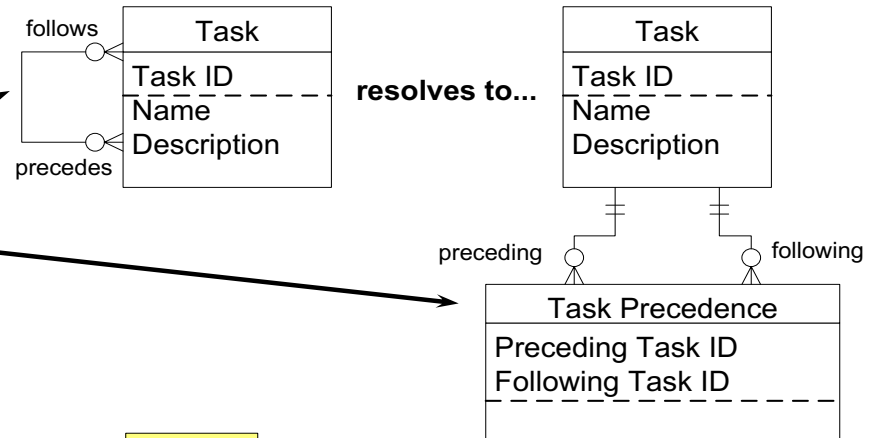 follows
Task
Task ID
Name
Description
precedes
resolves to...
Task
Task ID
Name
Description
preceding
following
Task Precedence
Preceding Task ID
Following Task ID